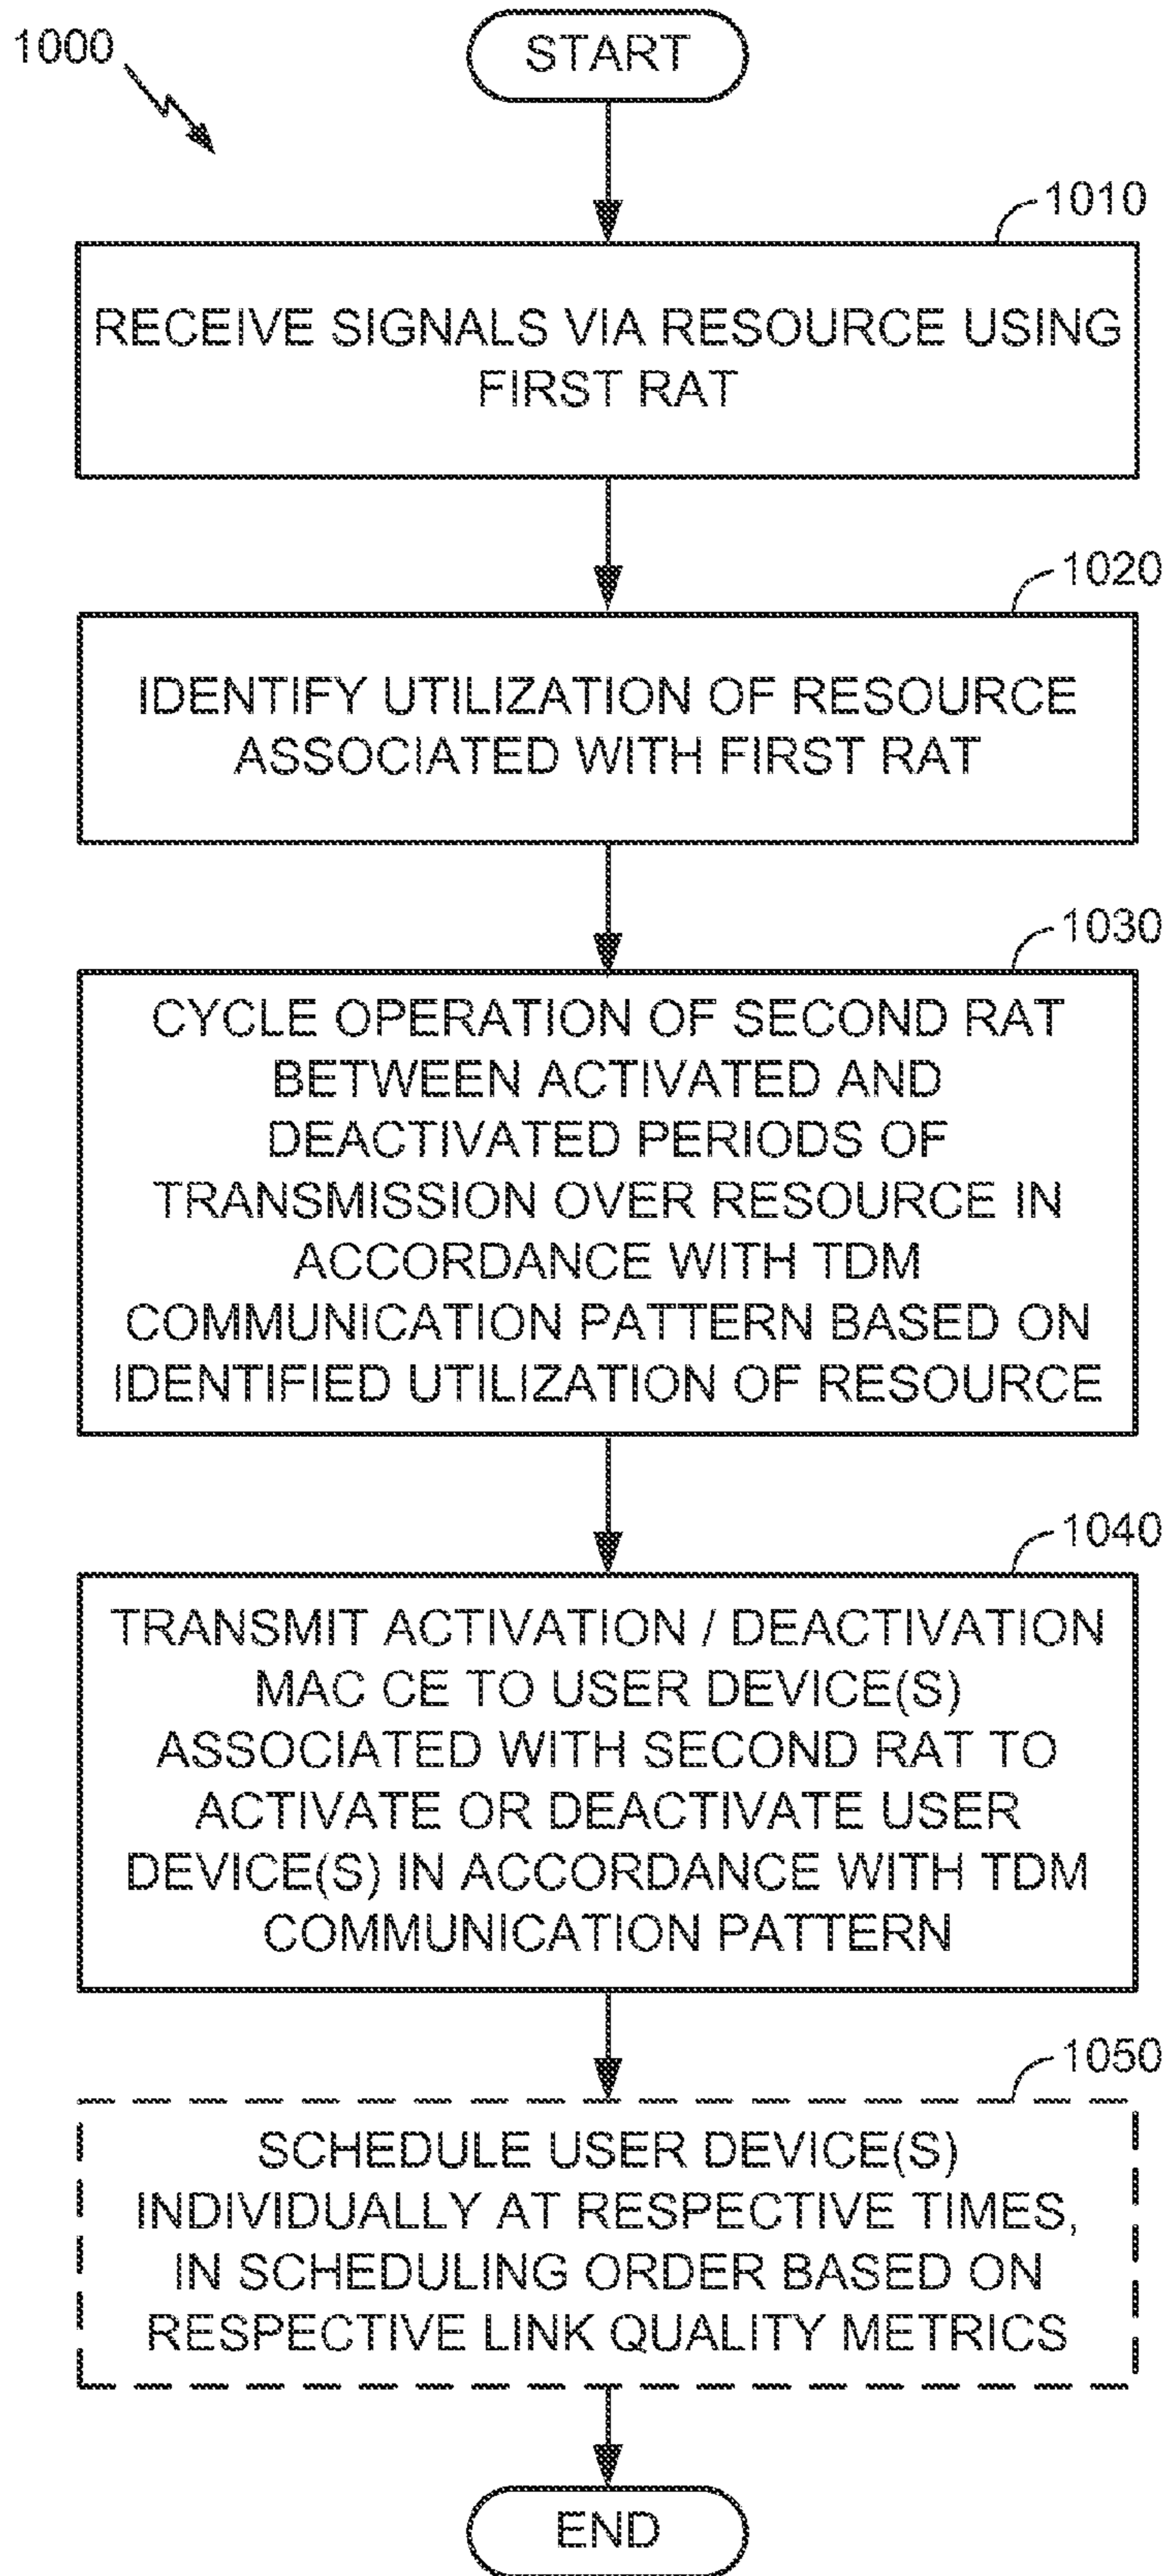 1000
START
1010
RECEIVE SIGNALS VIA RESOURCE USING
FIRST RAT
1020
IDENTIFY UTILIZATION OF RESOURCE
ASSOCIATED WITH FIRST RAT
1030
CYCLE OPERATION OF SECOND RAT
BETWEEN ACTIVATED AND
DEACTIVATED PERIODS OF
TRANSMISSION OVER RESOURCE IN
ACCORDANCE WITH TDM
COMMUNICATION PATTERN BASED ON
IDENTIFIED UTILIZATION OF RESOURCE
1040
TRANSMIT ACTIVATION / DEACTIVATION
MAC CE TO USER DEVICE(S)
ASSOCIATED WITH SECOND RAT TO
ACTIVATE OR DEACTIVATE USER
DEVICE(S) IN ACCORDANCE WITH TDM
COMMUNICATION PATTERN
1050
SCHEDULE USER DEVICE(S)
INDIVIDUALLY AT RESPECTIVE TIMES,
IN SCHEDULING ORDER BASED ON
RESPECTIVE LINK QUALITY METRICS
END